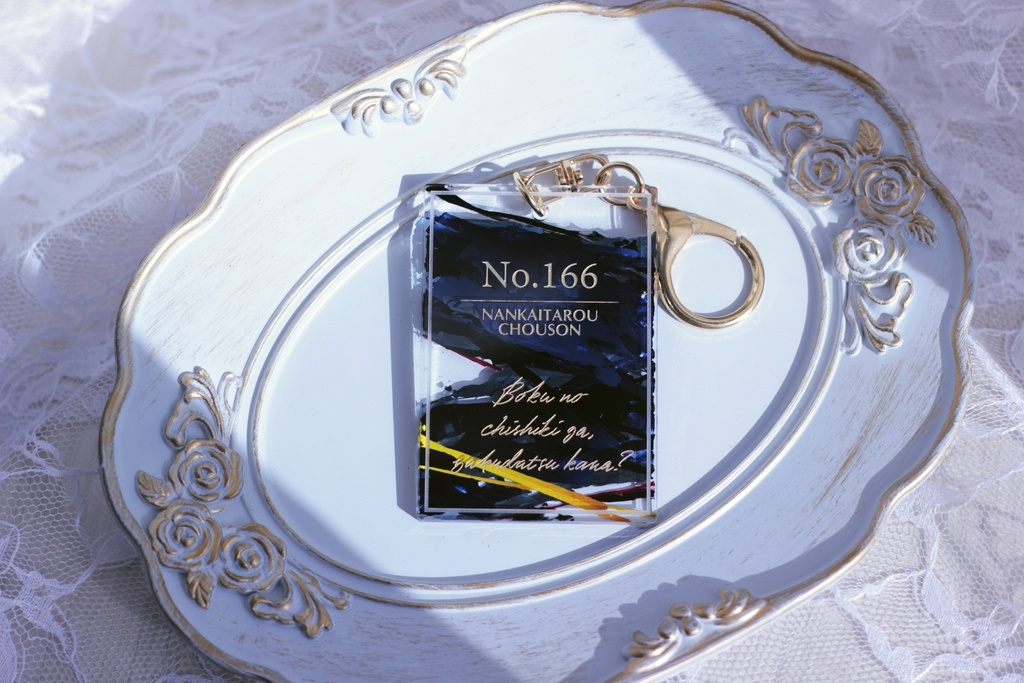 No.166
NANKAITAROU
CHOUSON
Boku no
chishiki ga,
yakudatsu kana?